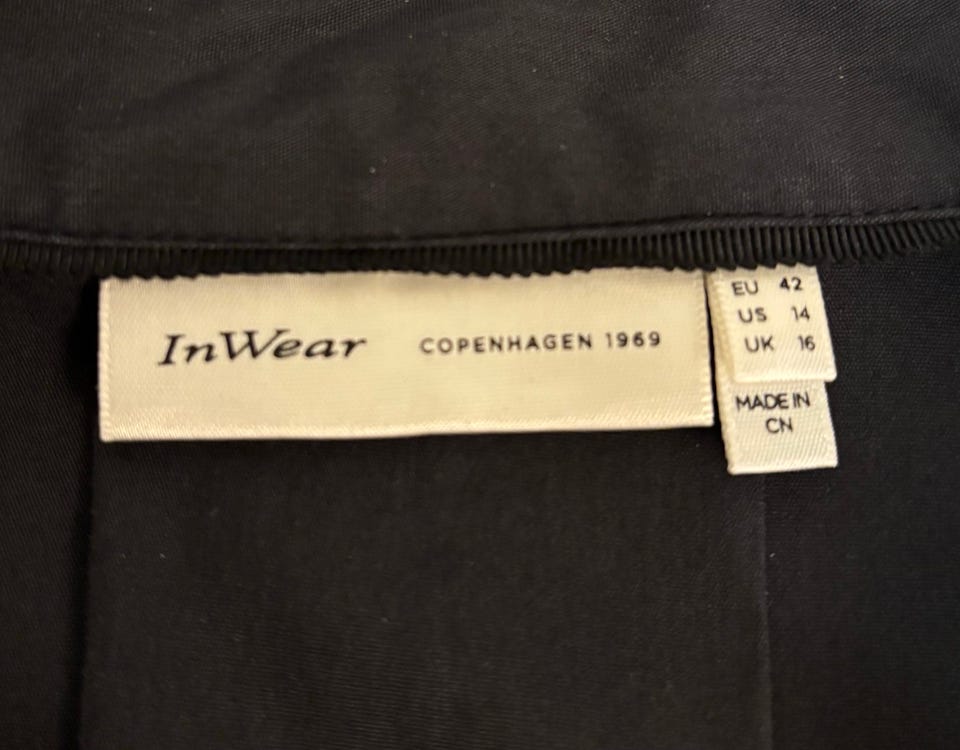 InWear COPENHAGEN 1969
EU 42
US 14
UK 16
MADE IN
CN